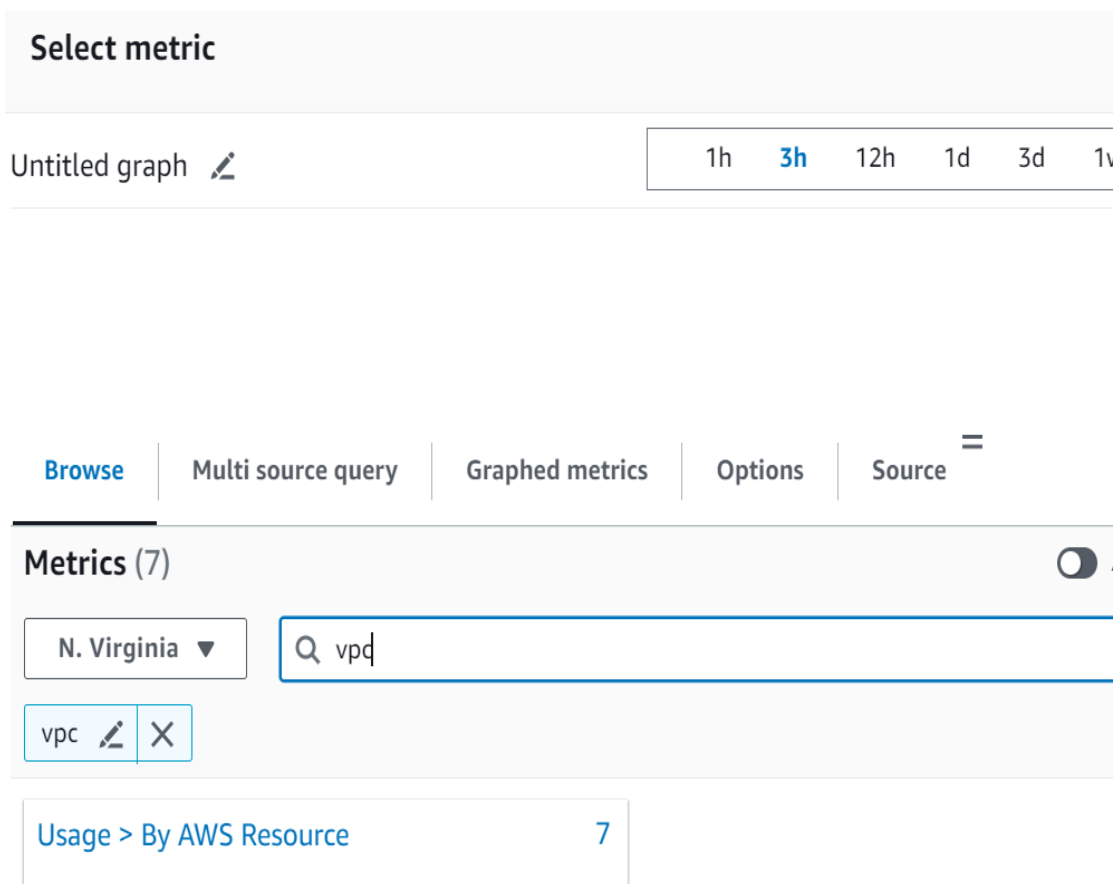 Select metric
Untitled graph
1h 3h 12h 1d 3d
Browse Multi source query Graphed metrics Options Source
Metrics (7)
N. Virginia vpc
vpc
Usage > By AWS Resource 7